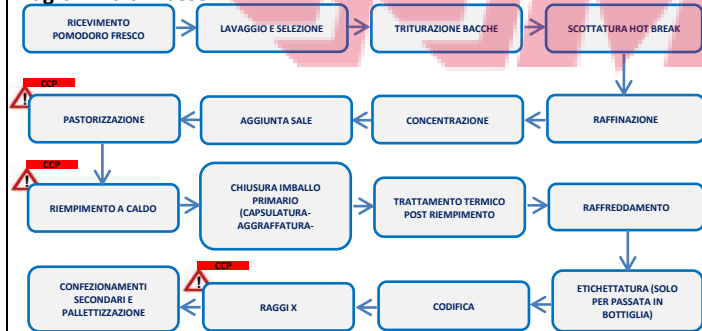 RICEVIMENTO
POMODORO FRESCO
LAVAGGIO E SELEZIONE
TRITURAZIONE BACCHE
SCOTTATURA HOT BREAK
CCP
PASTORIZZAZIONE
AGGIUNTA SALE
CONCENTRAZIONE
RAFFINAZIONE
CCP
RIEMPIMENTO A CALDO
CHIUSURA IMBALLO
PRIMARIO
(CAPSULATURA-
AGGRAFFATURA-
TRATTAMENTO TERMICO
POST RIEMPIMENTO
RAFFREDDAMENTO
CCP
CONFEZIONAMENTI
SECONDARI E
PALLETTIZZAZIONE
RAGGI X
CODIFICA
ETICHETTATURA (SOLO
PER PASSATA IN
BOTTIGLIA)